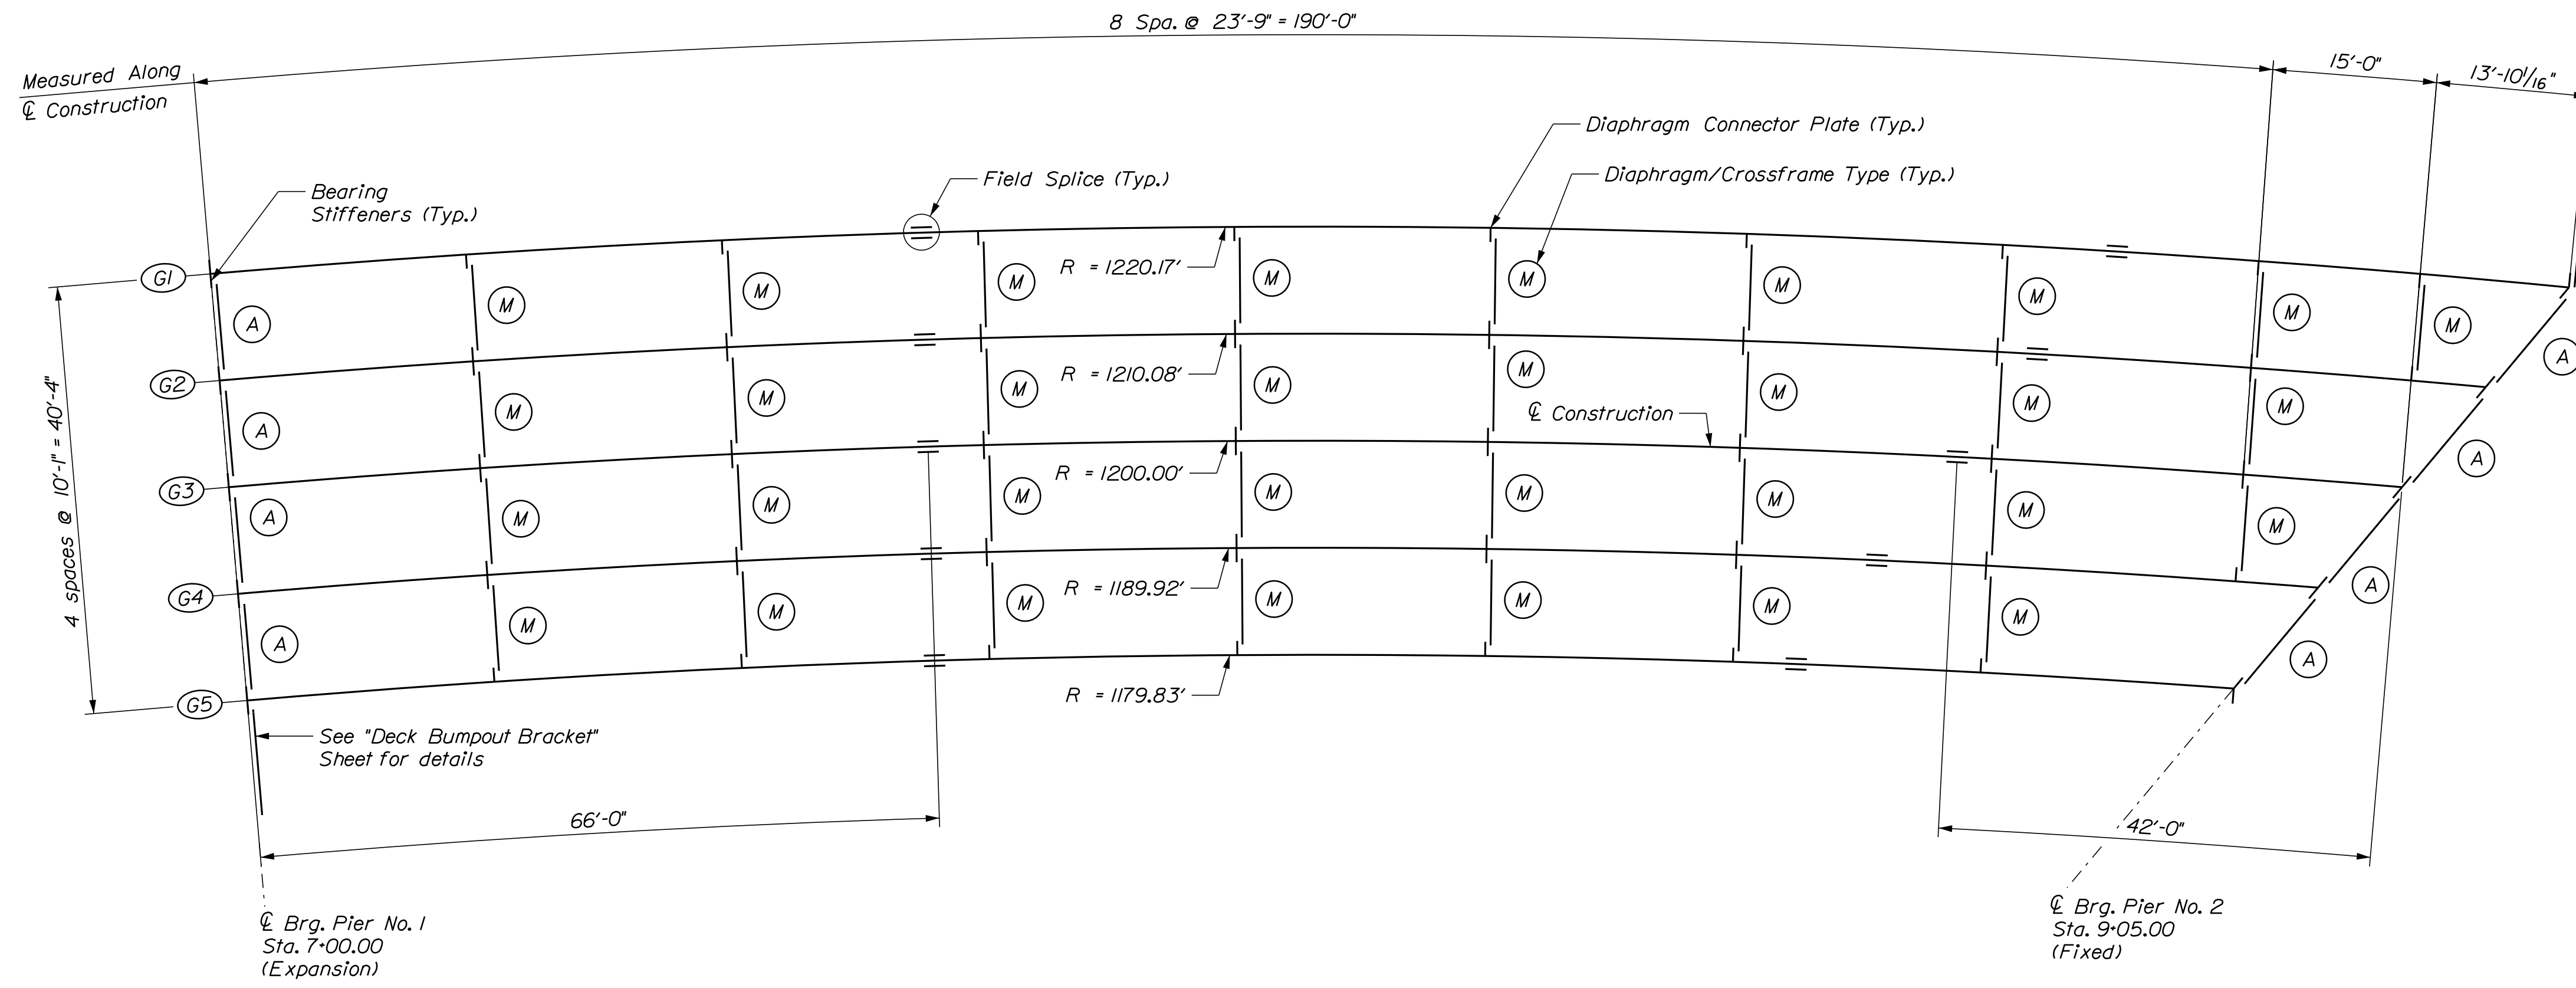 8 Spa. @ 23'-9" = 190'-0"
15'-0"
13'-10 1/16"
Measured Along
℄ Construction
Diaphragm Connector Plate (Typ.)
Diaphragm/Crossframe Type (Typ.)
Field Splice (Typ.)
Bearing
Stiffeners (Typ.)
G1
A M M M M M M M M M
R = 1220.17'
A
G2
A M M M M M M M M
R = 1210.08'
℄ Construction
A
G3
A M M M M M M M M
R = 1200.00'
A
G4
A M M M M M M M
R = 1189.92'
A
G5
R = 1179.83'
4 spaces @ 10'-1" = 40'-4"
See "Deck Bumpout Bracket"
Sheet for details
66'-0"
42'-0"
℄ Brg. Pier No. 1
Sta. 7+00.00
(Expansion)
℄ Brg. Pier No. 2
Sta. 9+05.00
(Fixed)